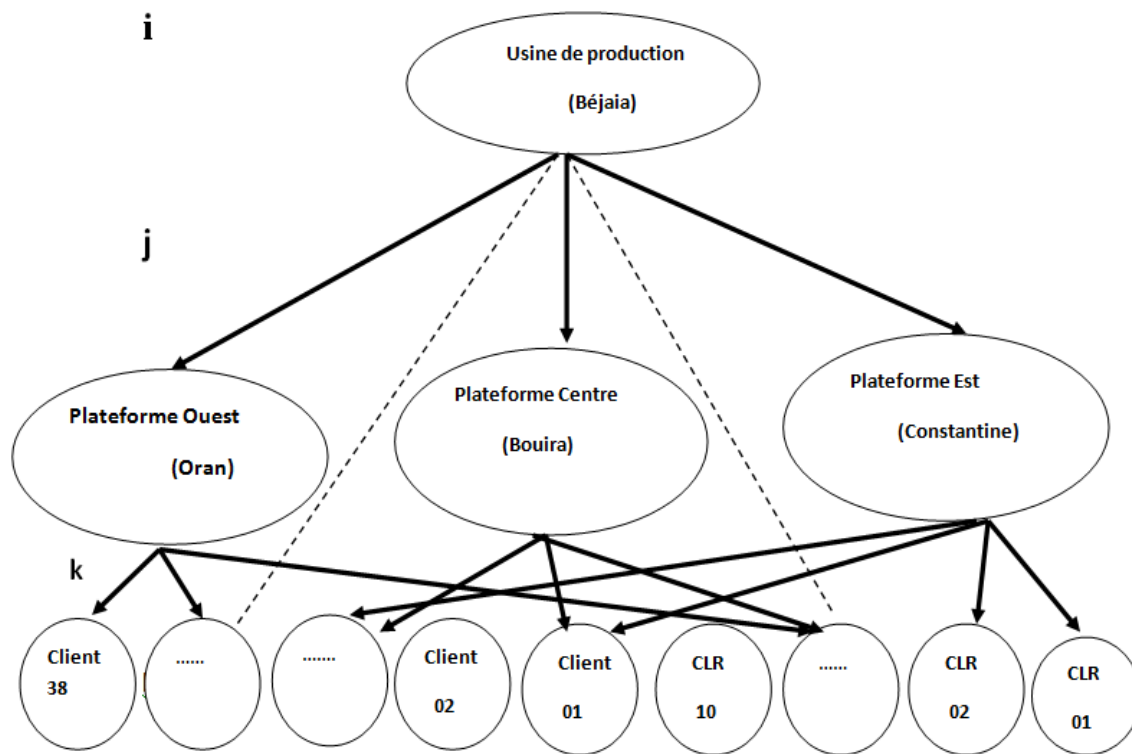 i
Usine de production
(Béjaia)
j
Plateforme Ouest
(Oran)
Plateforme Centre
(Bouira)
Plateforme Est
(Constantine)
k
Client
38
......
.......
Client
02
Client
01
CLR
10
......
CLR
02
CLR
01